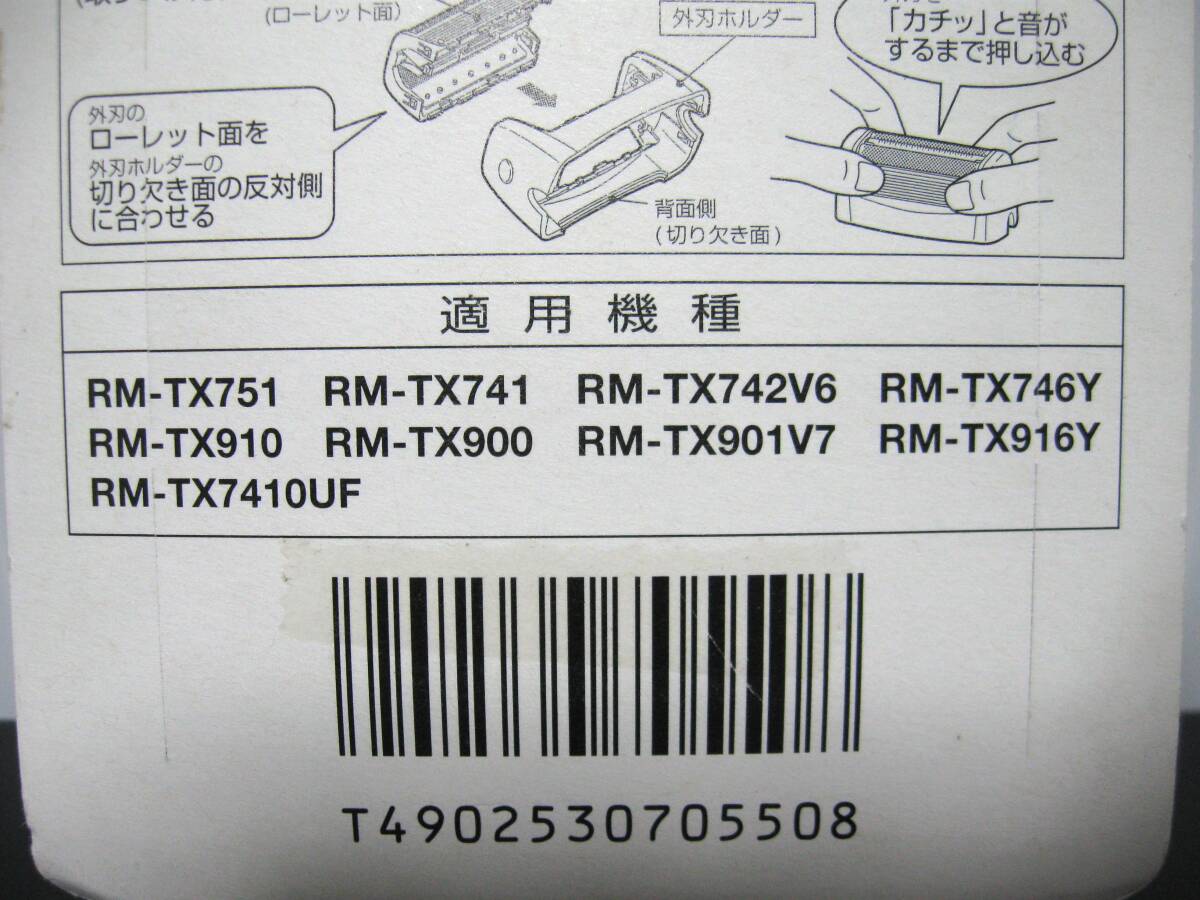 (ローレット面)
外刃ホルダー
「カチッ」と音が
するまで押し込む
外刃の
ローレット面を
外刃ホルダーの
切り欠き面の反対側
に合わせる
背面側
(切り欠き面)
適用機種
RM-TX751 RM-TX741 RM-TX742V6 RM-TX746Y
RM-TX910 RM-TX900 RM-TX901V7 RM-TX916Y
RM-TX7410UF
T4902530705508